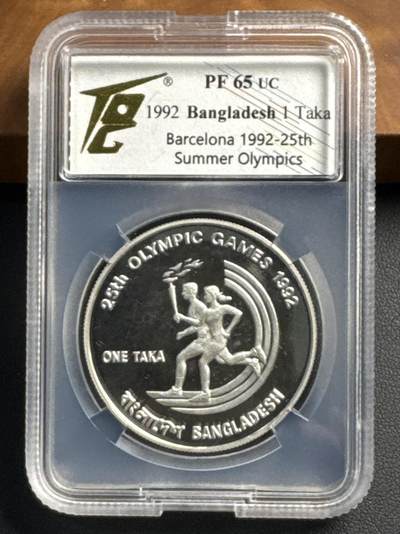 TQG ®
PF 65 UC
1992 Bangladesh 1 Taka
Barcelona 1992-25th
Summer Olympics
25th OLYMPIC GAMES 1992
ONE TAKA
বাংলাদেশ BANGLADESH